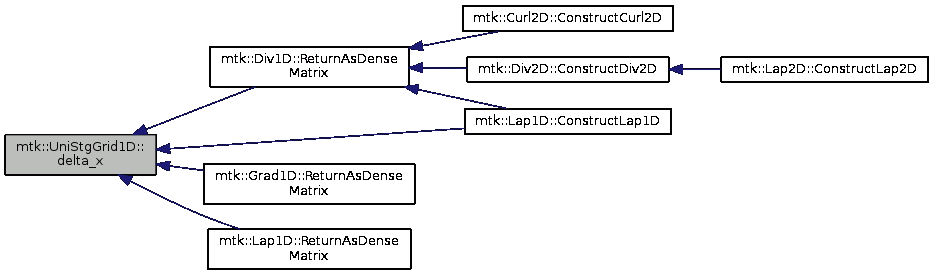 mtk::Curl2D::ConstructCurl2D
mtk::Div1D::ReturnAsDense
Matrix
mtk::Div2D::ConstructDiv2D
mtk::Lap2D::ConstructLap2D
mtk::Lap1D::ConstructLap1D
mtk::UniStgGrid1D::
delta_x
mtk::Grad1D::ReturnAsDense
Matrix
mtk::Lap1D::ReturnAsDense
Matrix